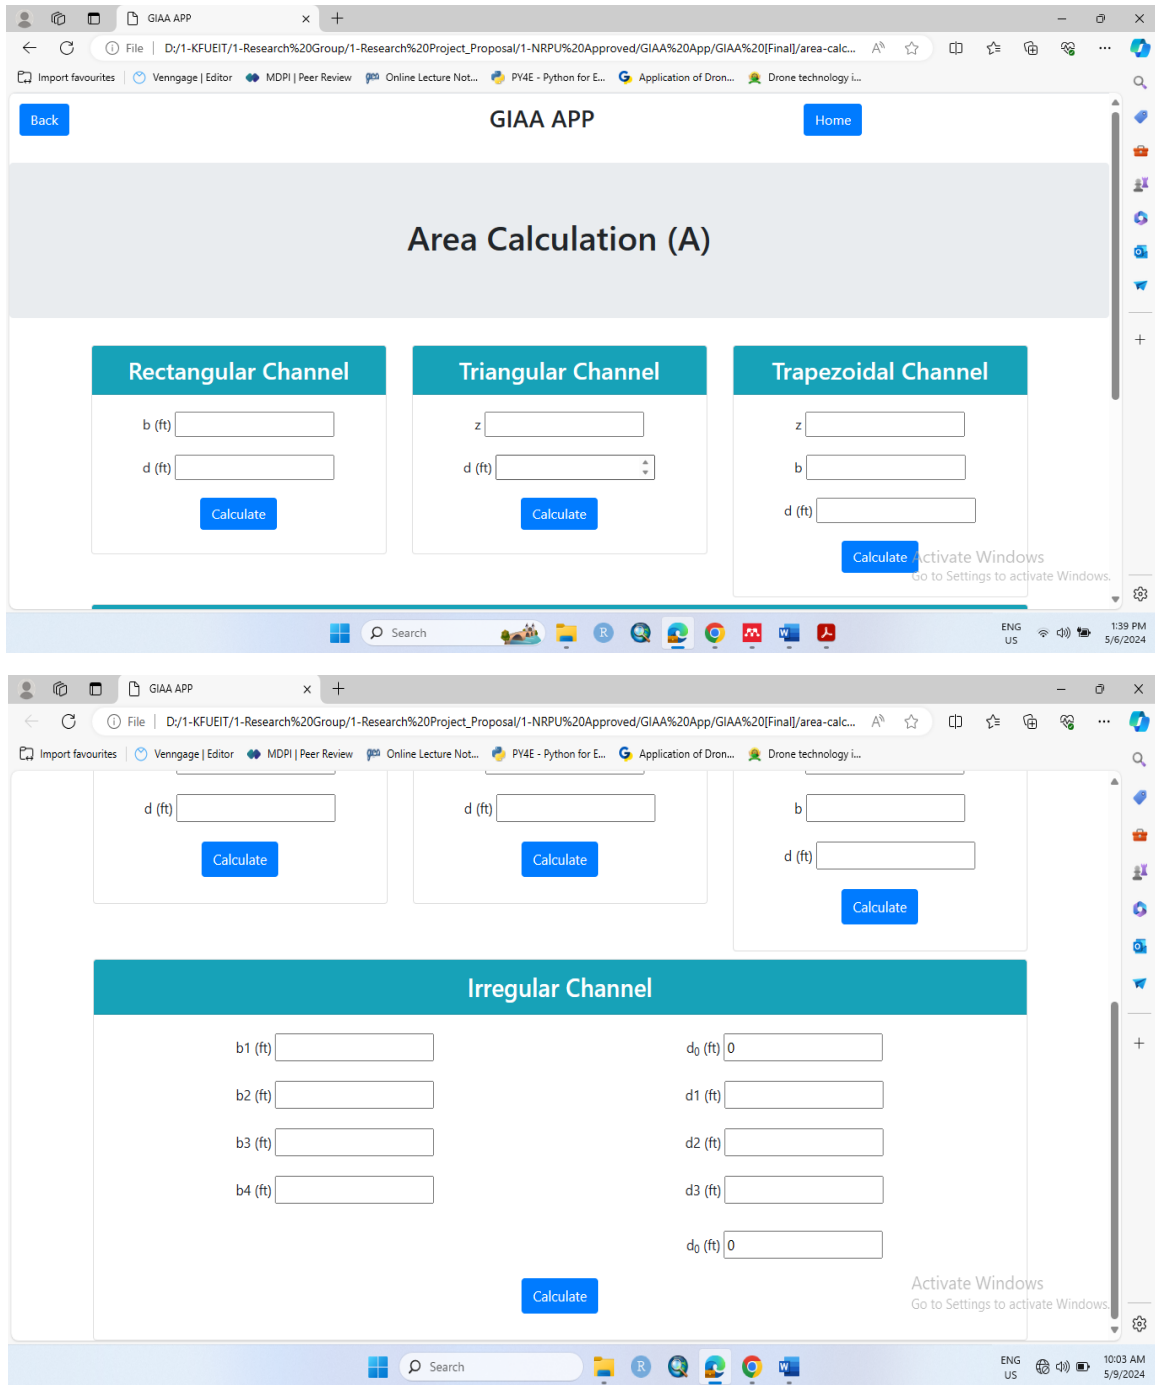 GIAA APP
File | D:/1-KFUEIT/1-Research%20Group/1-Research%20Project_Proposal/1-NRPU%20Approved/GIAA%20App/GIAA%20[Final]/area-calc...
Import favourites | Venngage | Editor MDPI | Peer Review Online Lecture Not... PY4E - Python for E... Application of Dron... Drone technology i...
Back GIAA APP Home
Area Calculation (A)
Rectangular Channel Triangular Channel Trapezoidal Channel
b (ft) z z
d (ft) d (ft) b
Calculate Calculate d (ft)
Calculate Activate Windows
Go to Settings to activate Windows.
Search ENG 1:39 PM
US 5/6/2024
GIAA APP
File | D:/1-KFUEIT/1-Research%20Group/1-Research%20Project_Proposal/1-NRPU%20Approved/GIAA%20App/GIAA%20[Final]/area-calc...
Import favourites | Venngage | Editor MDPI | Peer Review Online Lecture Not... PY4E - Python for E... Application of Dron... Drone technology i...
d (ft) d (ft) b
Calculate Calculate d (ft)
Calculate
Irregular Channel
b1 (ft) d₀ (ft) 0
b2 (ft) d1 (ft)
b3 (ft) d2 (ft)
b4 (ft) d3 (ft)
d₀ (ft) 0
Calculate Activate Windows
Go to Settings to activate Windows.
Search ENG 10:03 AM
US 5/9/2024